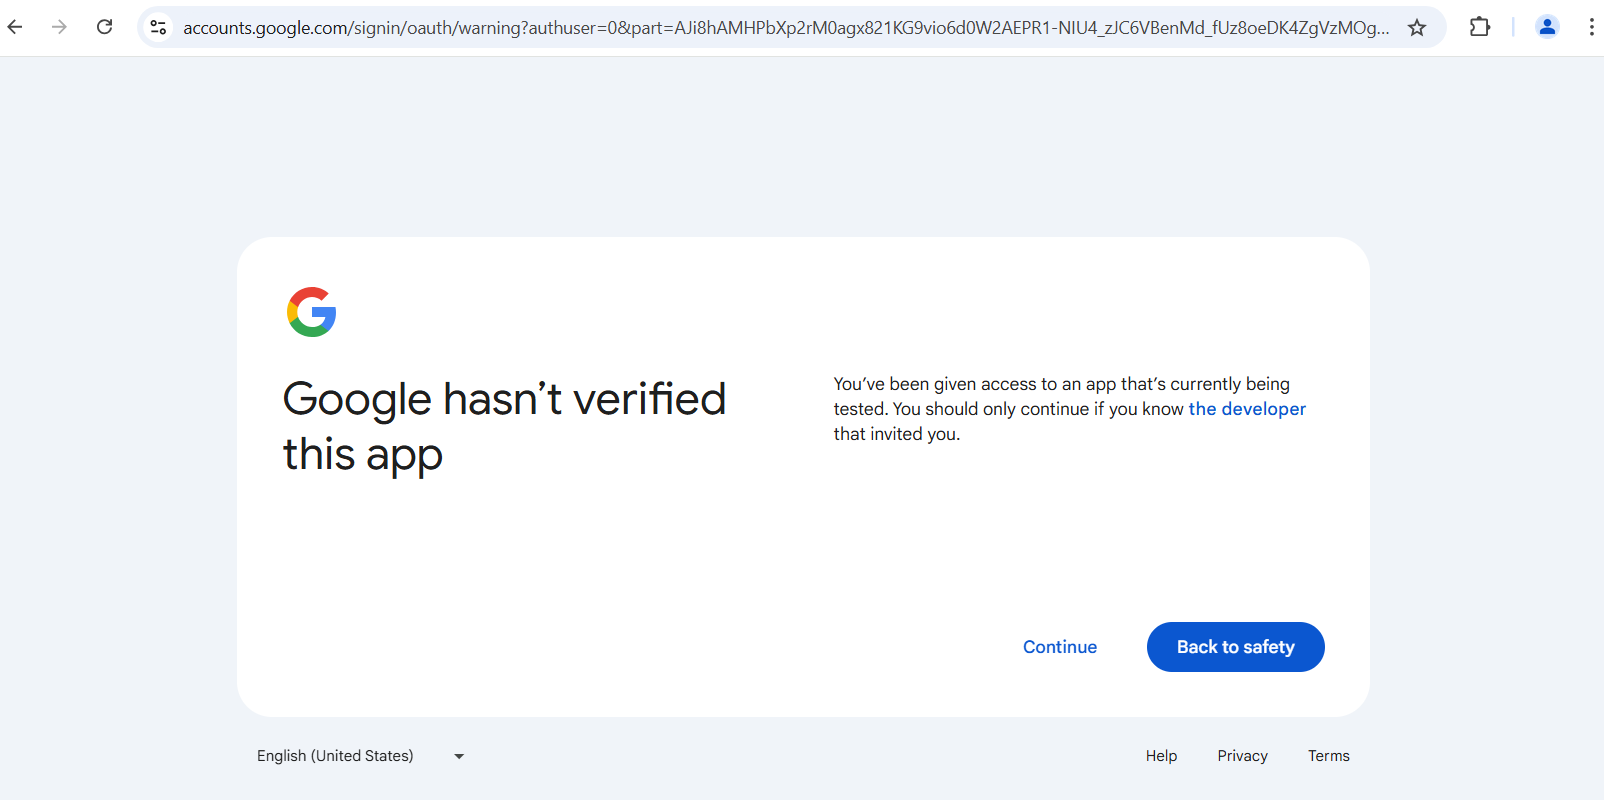 accounts.google.com/signin/oauth/warning?authuser=0&part=AJi8hAMHPbXp2rM0agx821KG9vio6d0W2AEPR1-NIU4_zJC6VBenMd_fUz8oeDK4ZgVzMOg...
Google hasn’t verified
this app
You’ve been given access to an app that’s currently being
tested. You should only continue if you know the developer
that invited you.
Continue
Back to safety
English (United States)
Help
Privacy
Terms